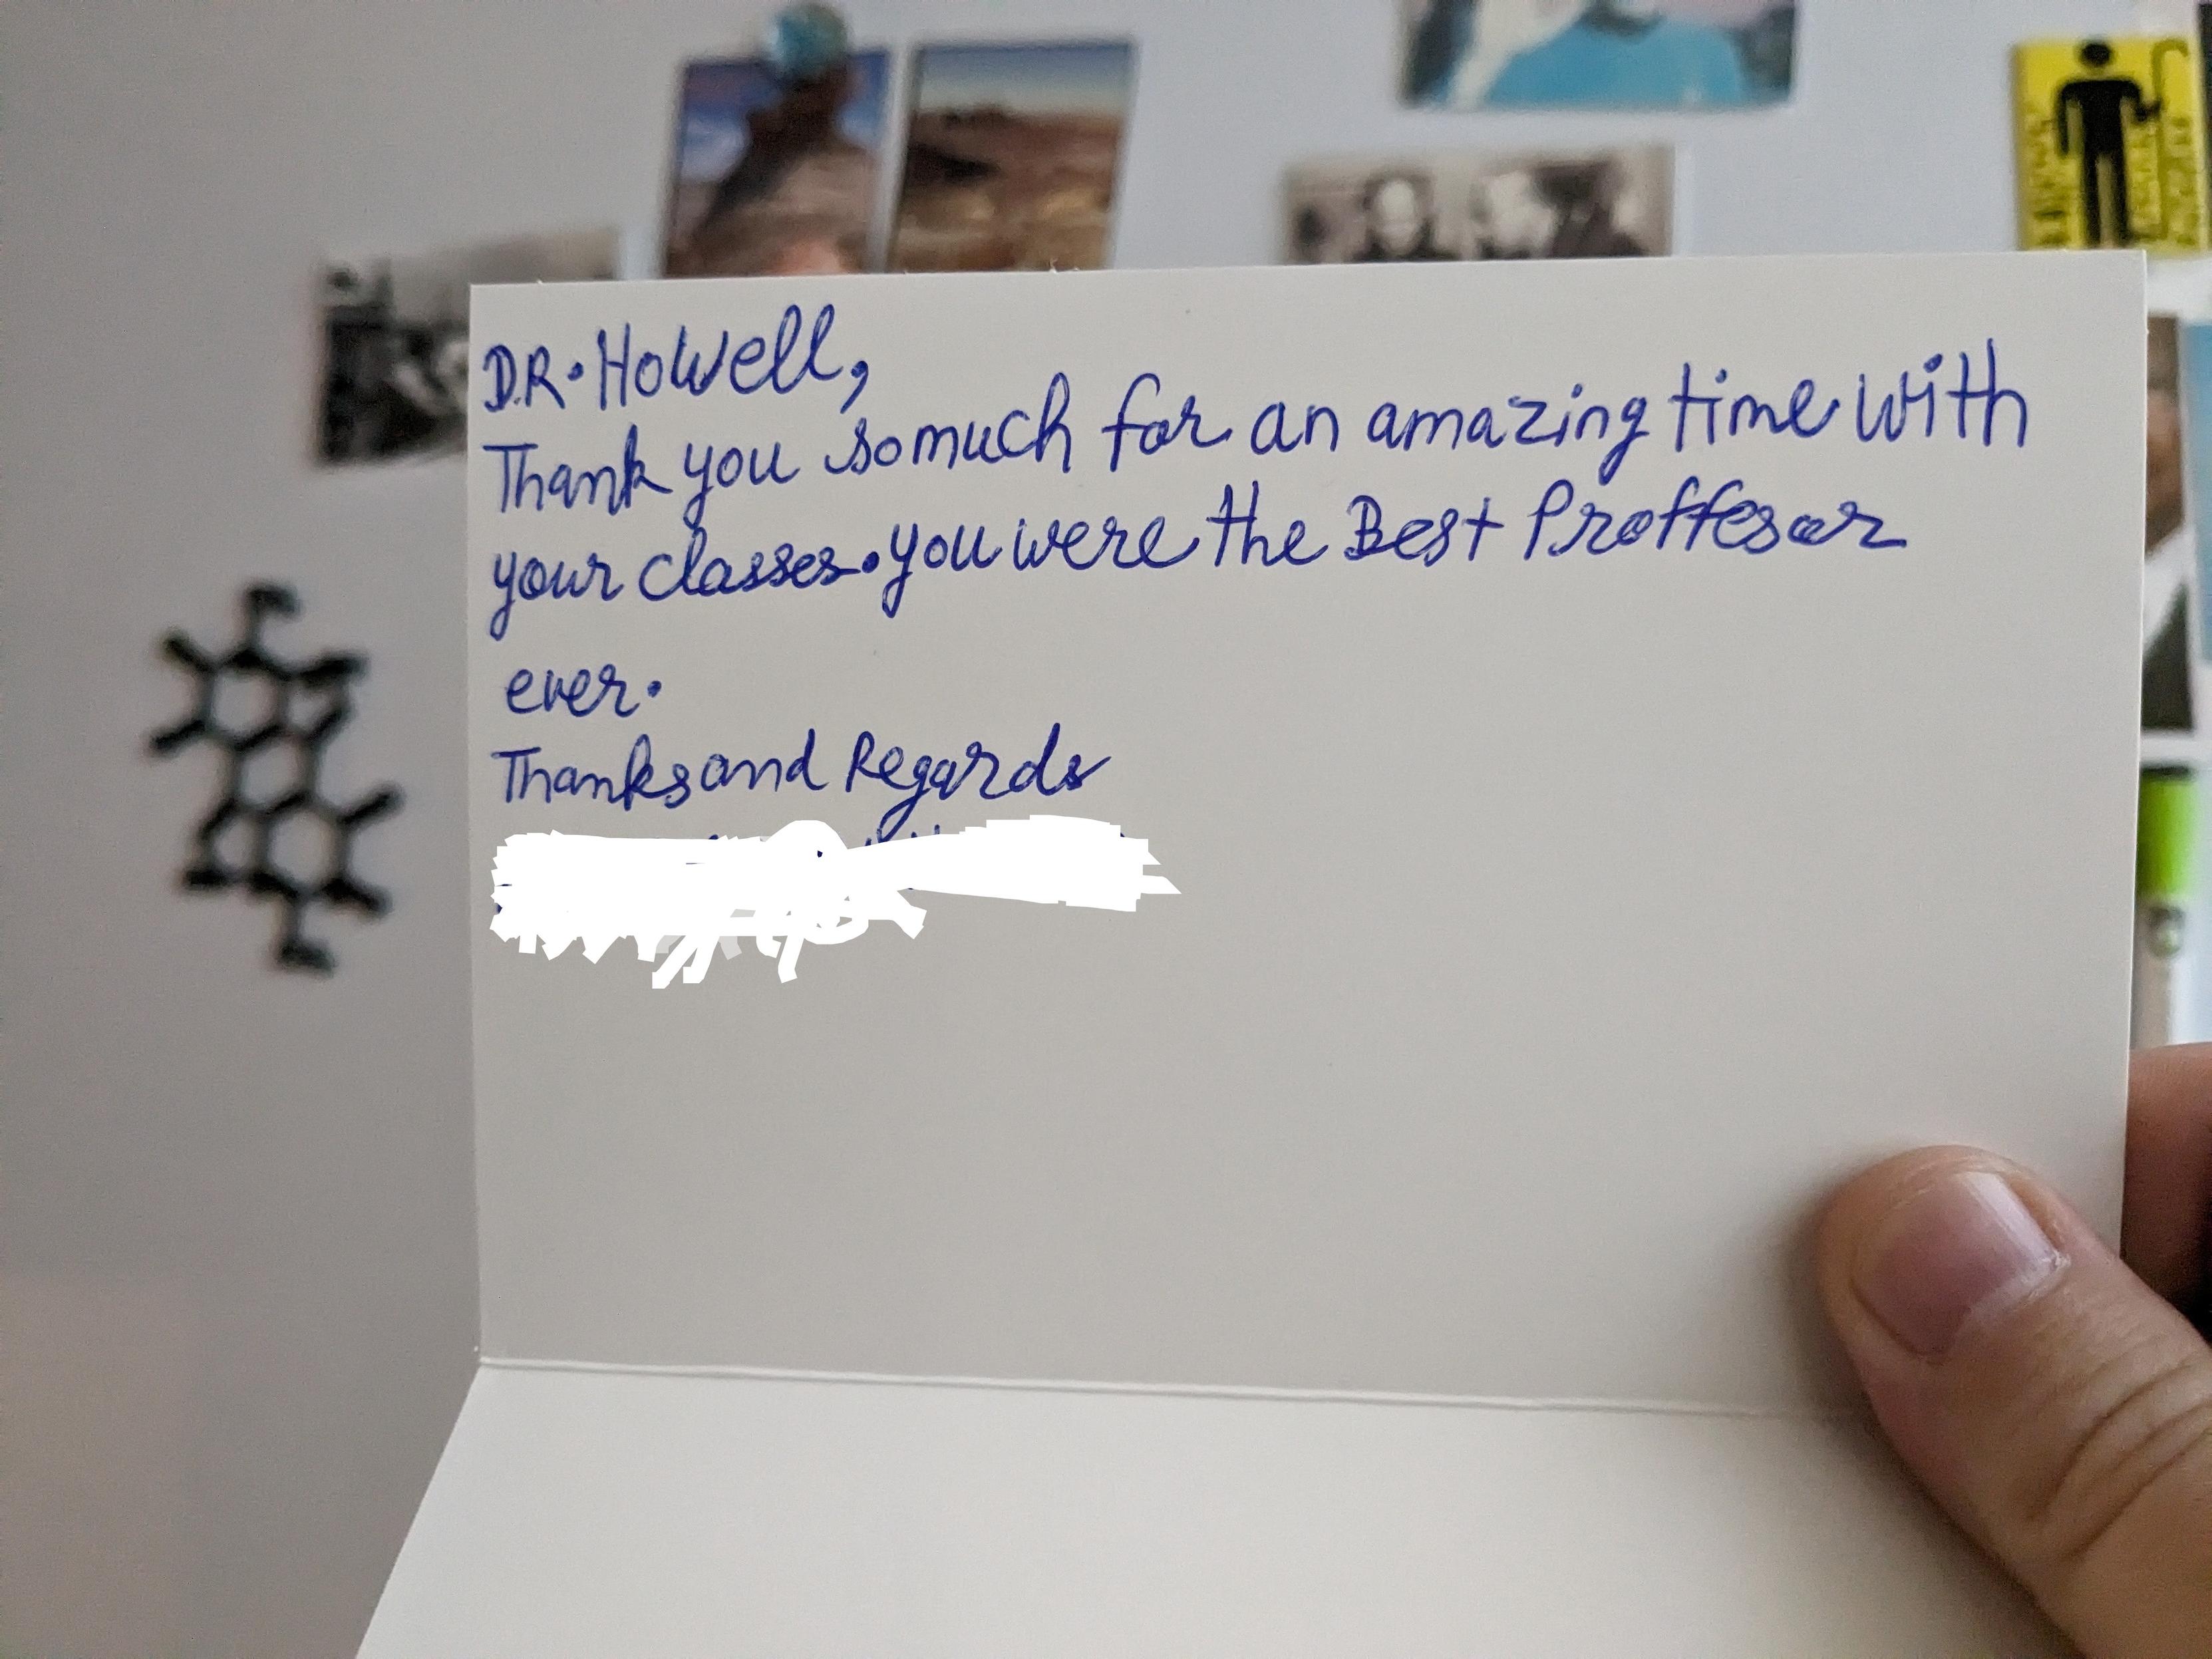 D.R. Howell,
Thank you so much for an amazing time with
your classes. you were the Best Proffesor
ever.
Thanks and Regards